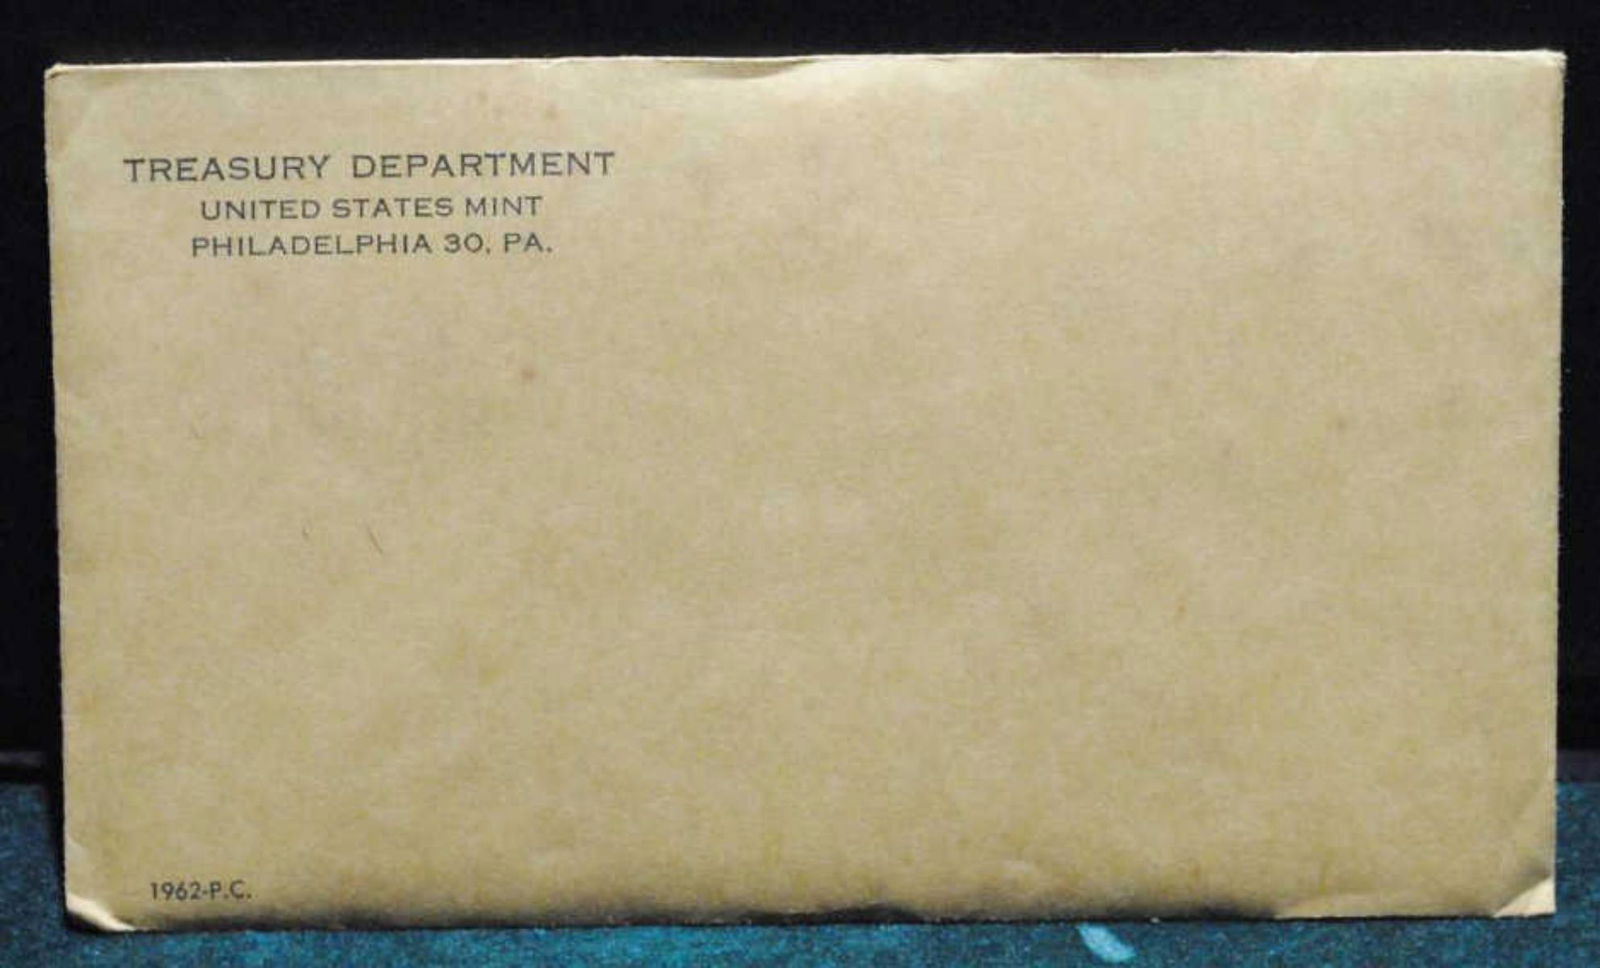 TREASURY DEPARTMENT
UNITED STATES MINT
PHILADELPHIA 30, PA.
1962-P.C.